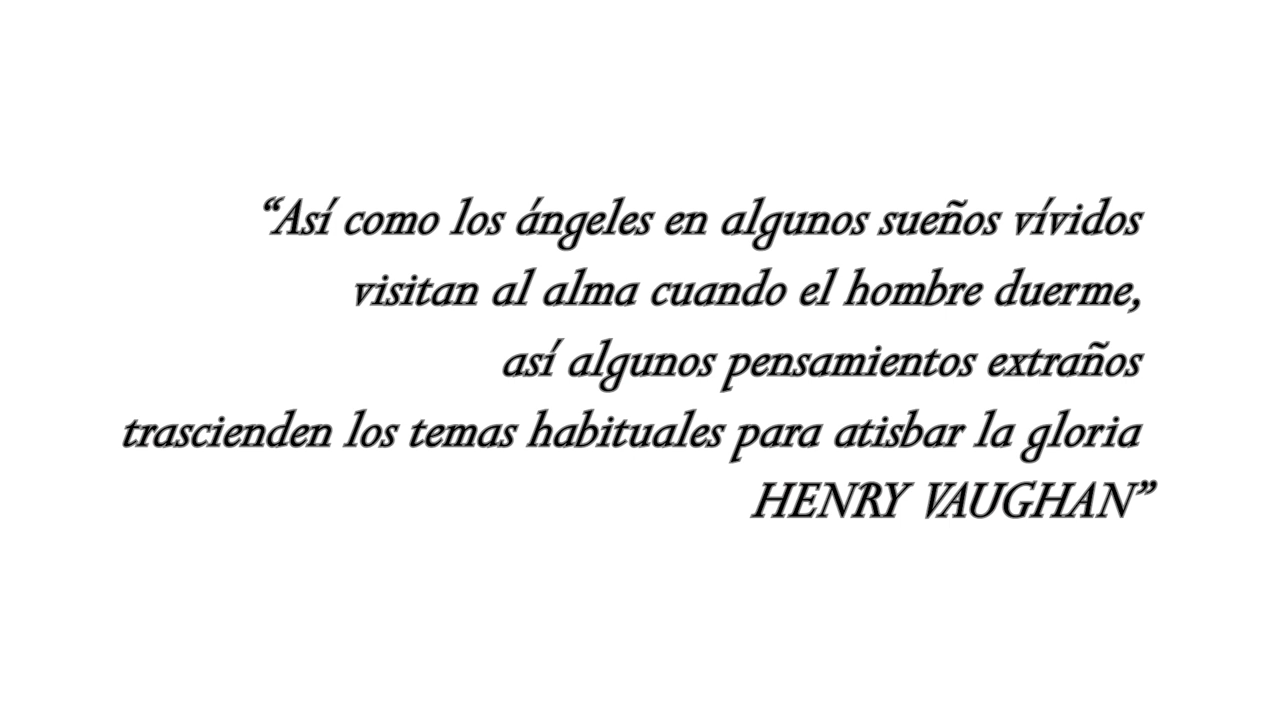 “Así como los ángeles en algunos sueños vívidos
visitan al alma cuando el hombre duerme,
así algunos pensamientos extraños
trascienden los temas habituales para atisbar la gloria
HENRY VAUGHAN”